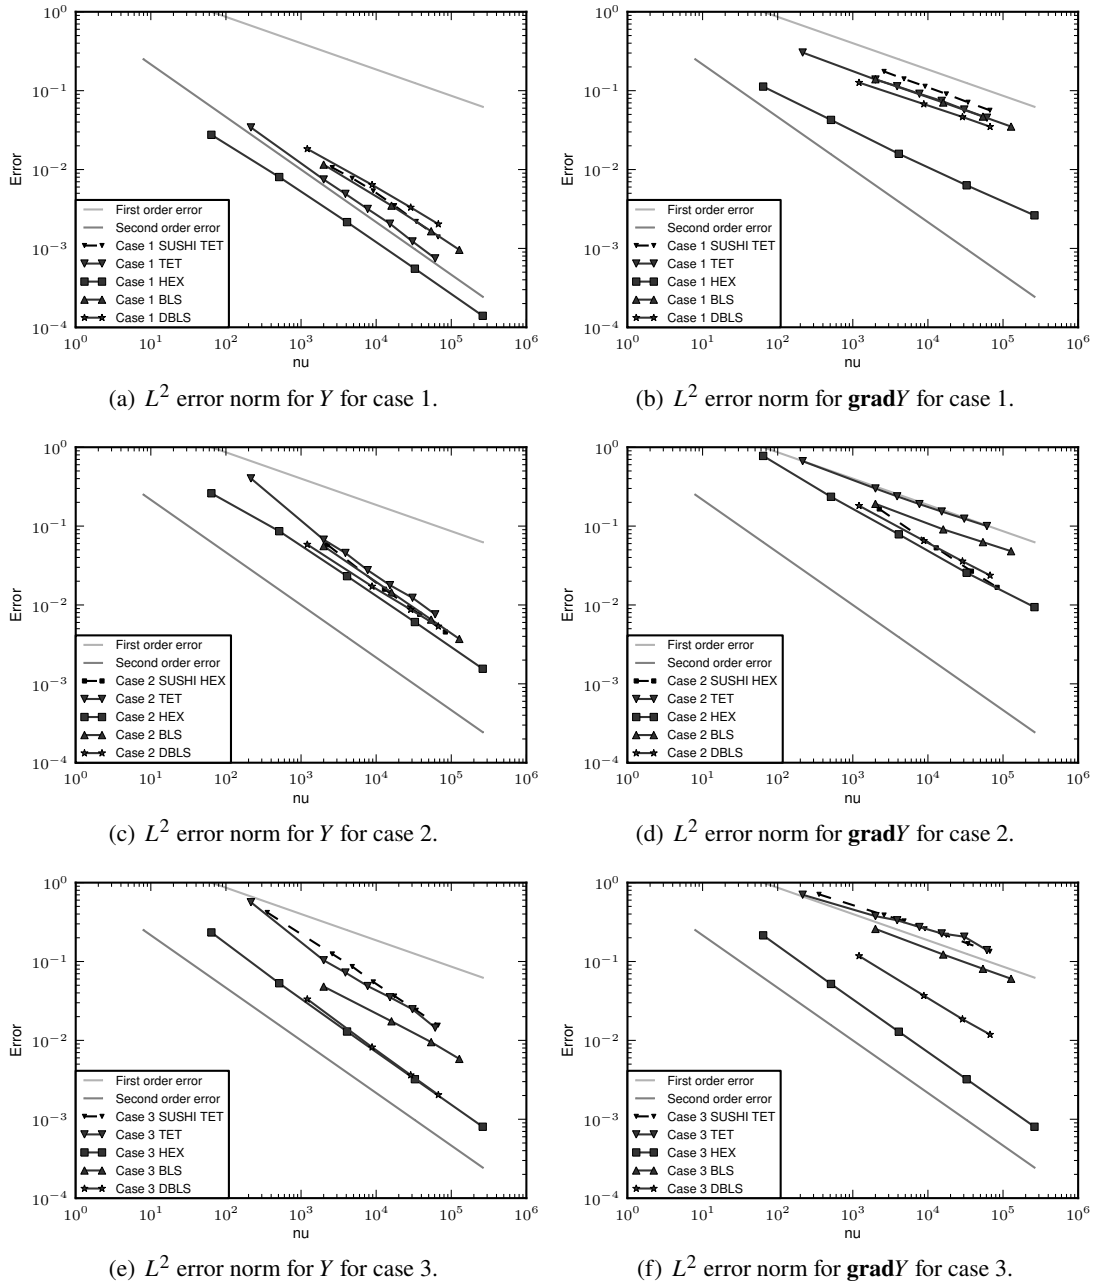 10^0
10^-1
10^-2
10^-3
10^-4
Error
10^0 10^1 10^2 10^3 10^4 10^5 10^6
nu
First order error
Second order error
Case 1 SUSHI TET
Case 1 TET
Case 1 HEX
Case 1 BLS
Case 1 DBLS
(a) L^2 error norm for Y for case 1.
10^0
10^-1
10^-2
10^-3
10^-4
Error
10^0 10^1 10^2 10^3 10^4 10^5 10^6
nu
First order error
Second order error
Case 1 SUSHI TET
Case 1 TET
Case 1 HEX
Case 1 BLS
Case 1 DBLS
(b) L^2 error norm for gradY for case 1.
10^0
10^-1
10^-2
10^-3
10^-4
Error
10^0 10^1 10^2 10^3 10^4 10^5 10^6
nu
First order error
Second order error
Case 2 SUSHI HEX
Case 2 TET
Case 2 HEX
Case 2 BLS
Case 2 DBLS
(c) L^2 error norm for Y for case 2.
10^0
10^-1
10^-2
10^-3
10^-4
Error
10^0 10^1 10^2 10^3 10^4 10^5 10^6
nu
First order error
Second order error
Case 2 SUSHI HEX
Case 2 TET
Case 2 HEX
Case 2 BLS
Case 2 DBLS
(d) L^2 error norm for gradY for case 2.
10^0
10^-1
10^-2
10^-3
10^-4
Error
10^0 10^1 10^2 10^3 10^4 10^5 10^6
nu
First order error
Second order error
Case 3 SUSHI TET
Case 3 TET
Case 3 HEX
Case 3 BLS
Case 3 DBLS
(e) L^2 error norm for Y for case 3.
10^0
10^-1
10^-2
10^-3
10^-4
Error
10^0 10^1 10^2 10^3 10^4 10^5 10^6
nu
First order error
Second order error
Case 3 SUSHI TET
Case 3 TET
Case 3 HEX
Case 3 BLS
Case 3 DBLS
(f) L^2 error norm for gradY for case 3.